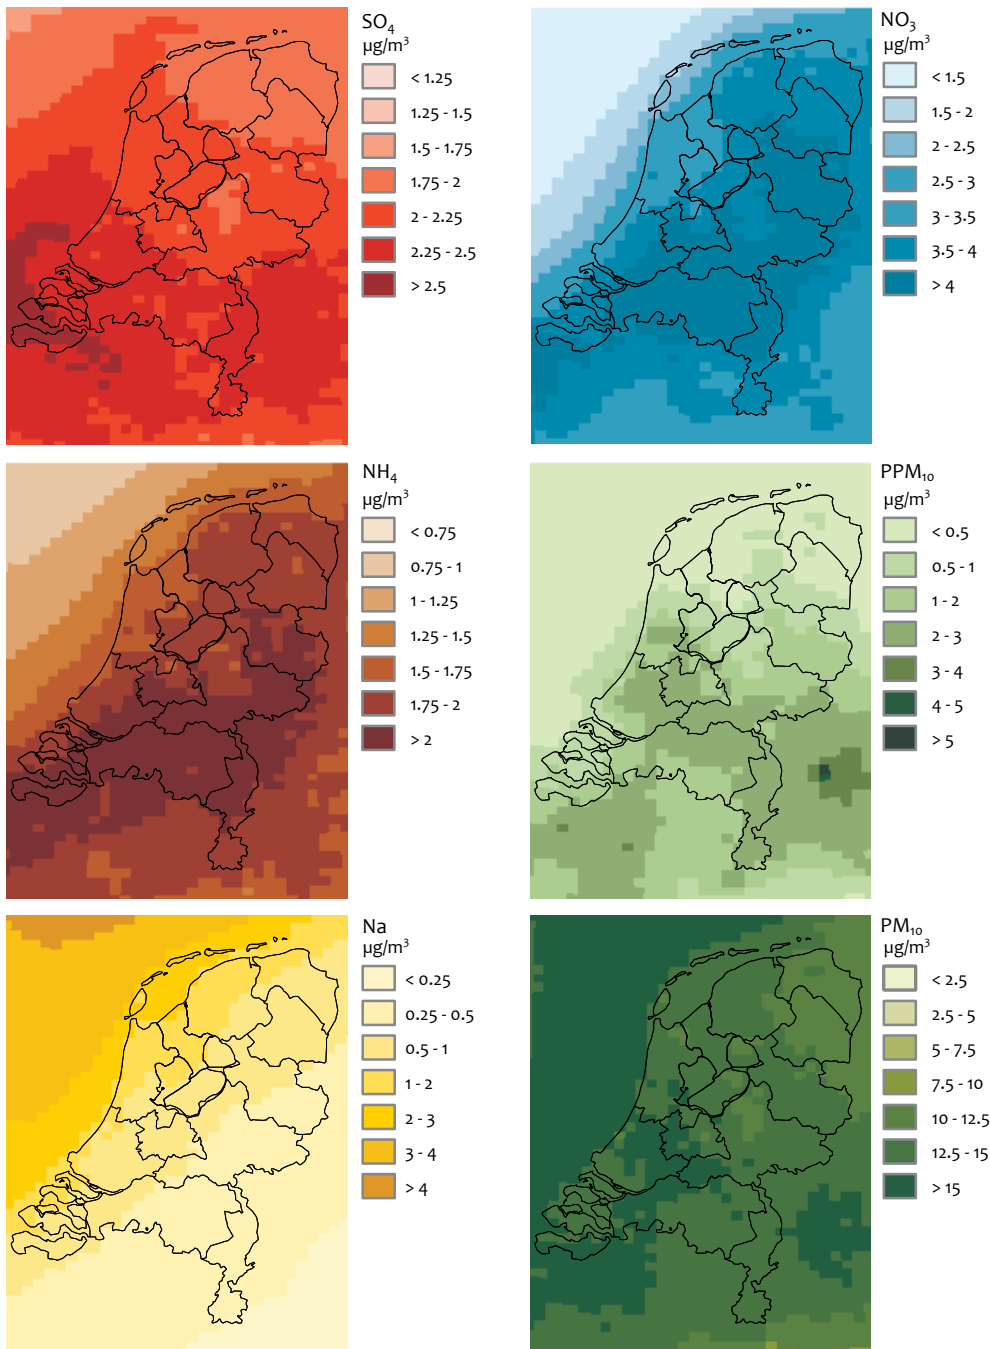 SO₄
µg/m³
< 1.25
1.25 - 1.5
1.5 - 1.75
1.75 - 2
2 - 2.25
2.25 - 2.5
> 2.5
NO₃
µg/m³
< 1.5
1.5 - 2
2 - 2.5
2.5 - 3
3 - 3.5
3.5 - 4
> 4
NH₄
µg/m³
< 0.75
0.75 - 1
1 - 1.25
1.25 - 1.5
1.5 - 1.75
1.75 - 2
> 2
PPM₁₀
µg/m³
< 0.5
0.5 - 1
1 - 2
2 - 3
3 - 4
4 - 5
> 5
Na
µg/m³
< 0.25
0.25 - 0.5
0.5 - 1
1 - 2
2 - 3
3 - 4
> 4
PM₁₀
µg/m³
< 2.5
2.5 - 5
5 - 7.5
7.5 - 10
10 - 12.5
12.5 - 15
> 15